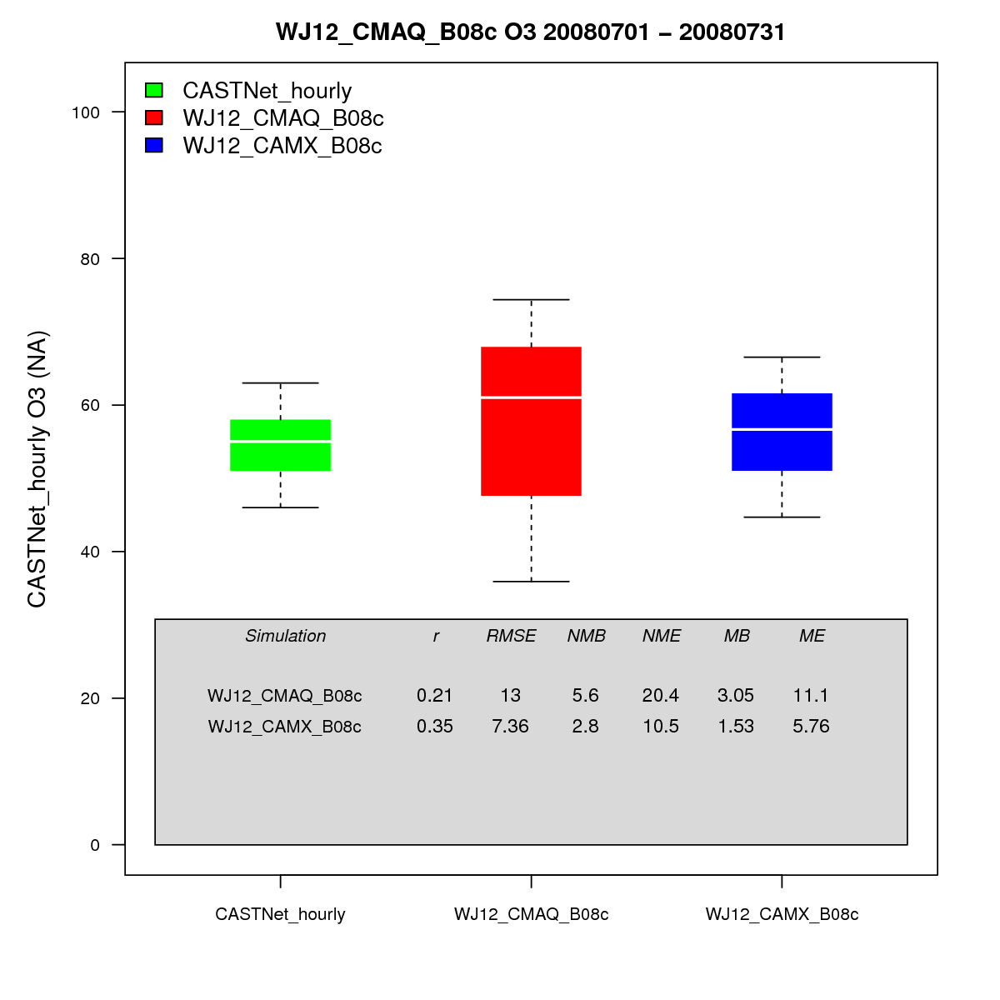 WJ12_CMAQ_B08c O3 20080701 − 20080731
CASTNet_hourly
WJ12_CMAQ_B08c
WJ12_CAMX_B08c
CASTNet_hourly O3 (NA)
100
80
60
40
20
0
Simulation r RMSE NMB NME MB ME
WJ12_CMAQ_B08c 0.21 13 5.6 20.4 3.05 11.1
WJ12_CAMX_B08c 0.35 7.36 2.8 10.5 1.53 5.76
CASTNet_hourly WJ12_CMAQ_B08c WJ12_CAMX_B08c